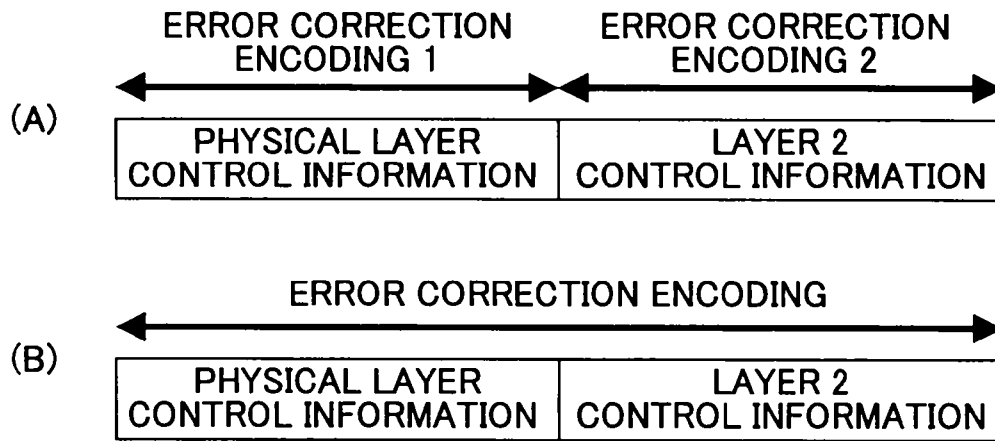 ERROR CORRECTION ENCODING 1
ERROR CORRECTION ENCODING 2
(A)
PHYSICAL LAYER CONTROL INFORMATION
LAYER 2 CONTROL INFORMATION
ERROR CORRECTION ENCODING
(B)
PHYSICAL LAYER CONTROL INFORMATION
LAYER 2 CONTROL INFORMATION